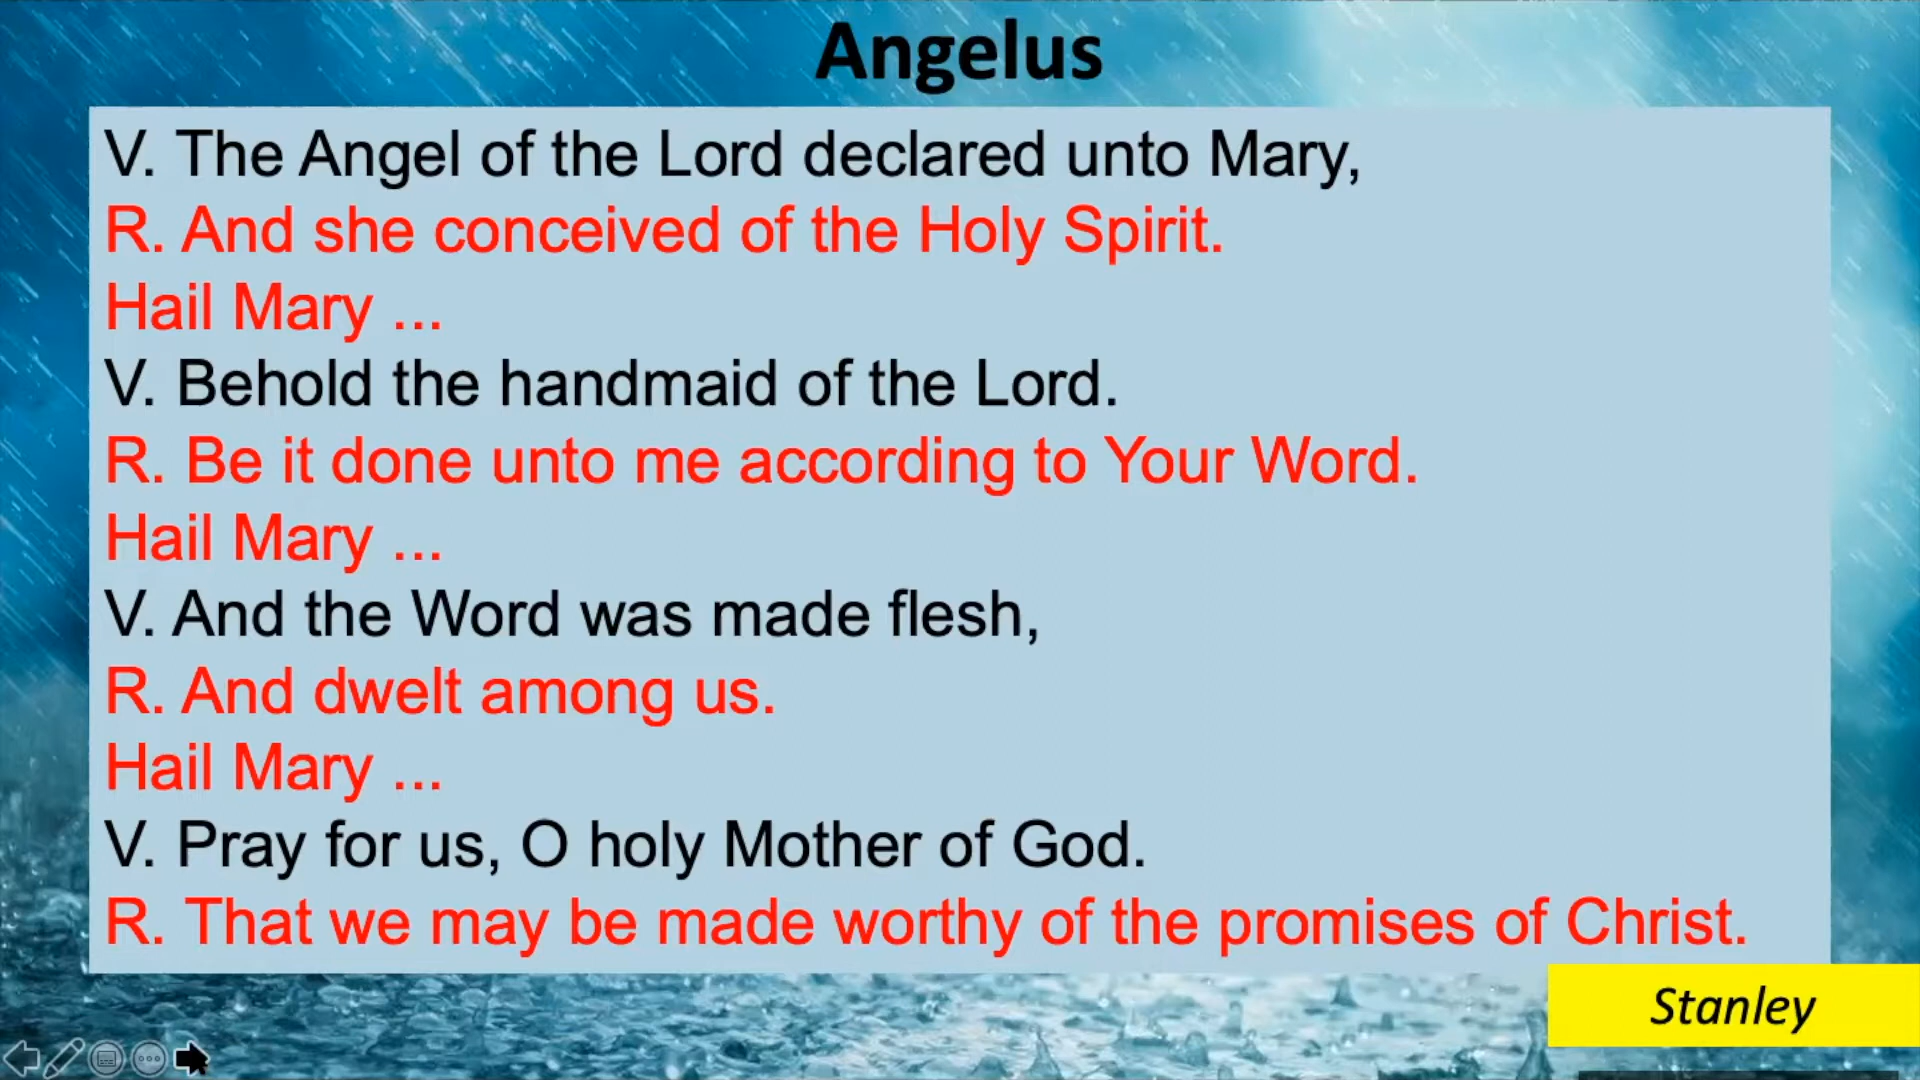 Angelus
V. The Angel of the Lord declared unto Mary,
R. And she conceived of the Holy Spirit.
Hail Mary ...
V. Behold the handmaid of the Lord.
R. Be it done unto me according to Your Word.
Hail Mary ...
V. And the Word was made flesh,
R. And dwelt among us.
Hail Mary ...
V. Pray for us, O holy Mother of God.
R. That we may be made worthy of the promises of Christ.
Stanley